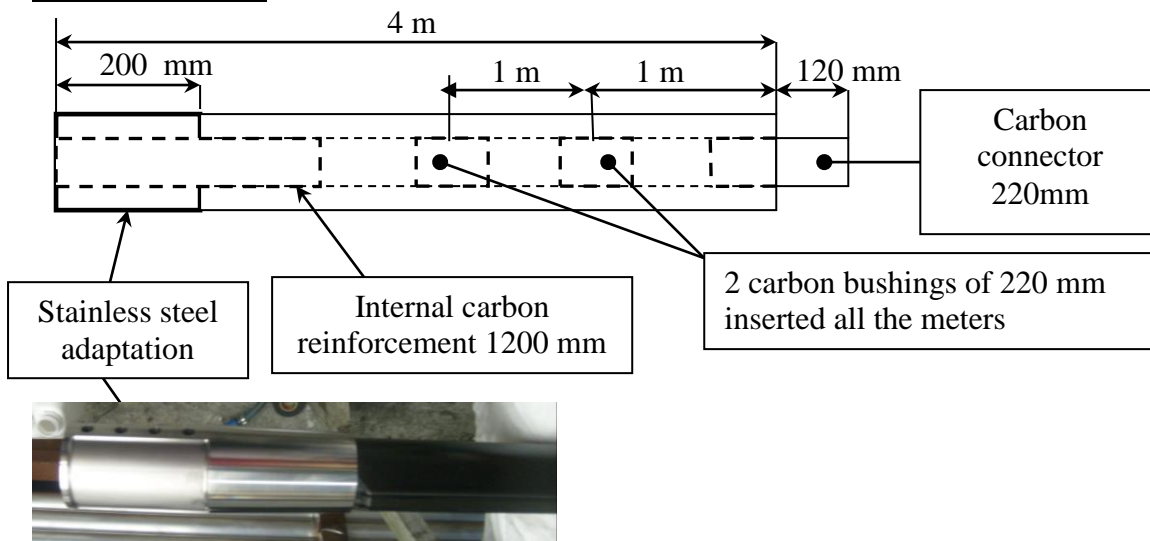 4 m
200 mm
1 m
1 m
120 mm
Carbon
connector
220mm
2 carbon bushings of 220 mm
inserted all the meters
Stainless steel
adaptation
Internal carbon
reinforcement 1200 mm